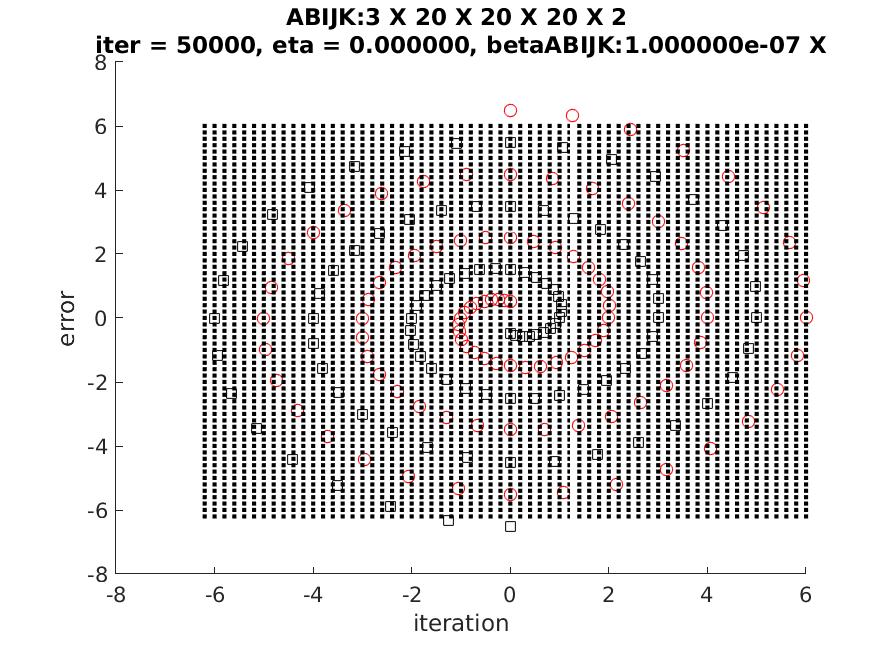 ABIJK:3 X 20 X 20 X 20 X 2
iter = 50000, eta = 0.000000, betaABIJK:1.000000e-07 X
8
6
4
2
0
-2
-4
-6
-8
error
-8 -6 -4 -2 0 2 4 6
iteration